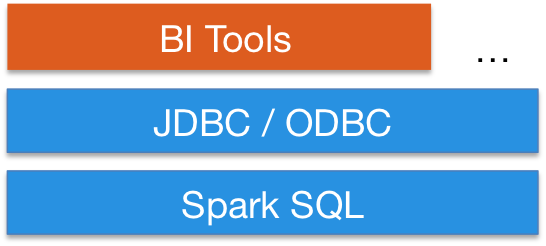 BI Tools
...
JDBC / ODBC
Spark SQL